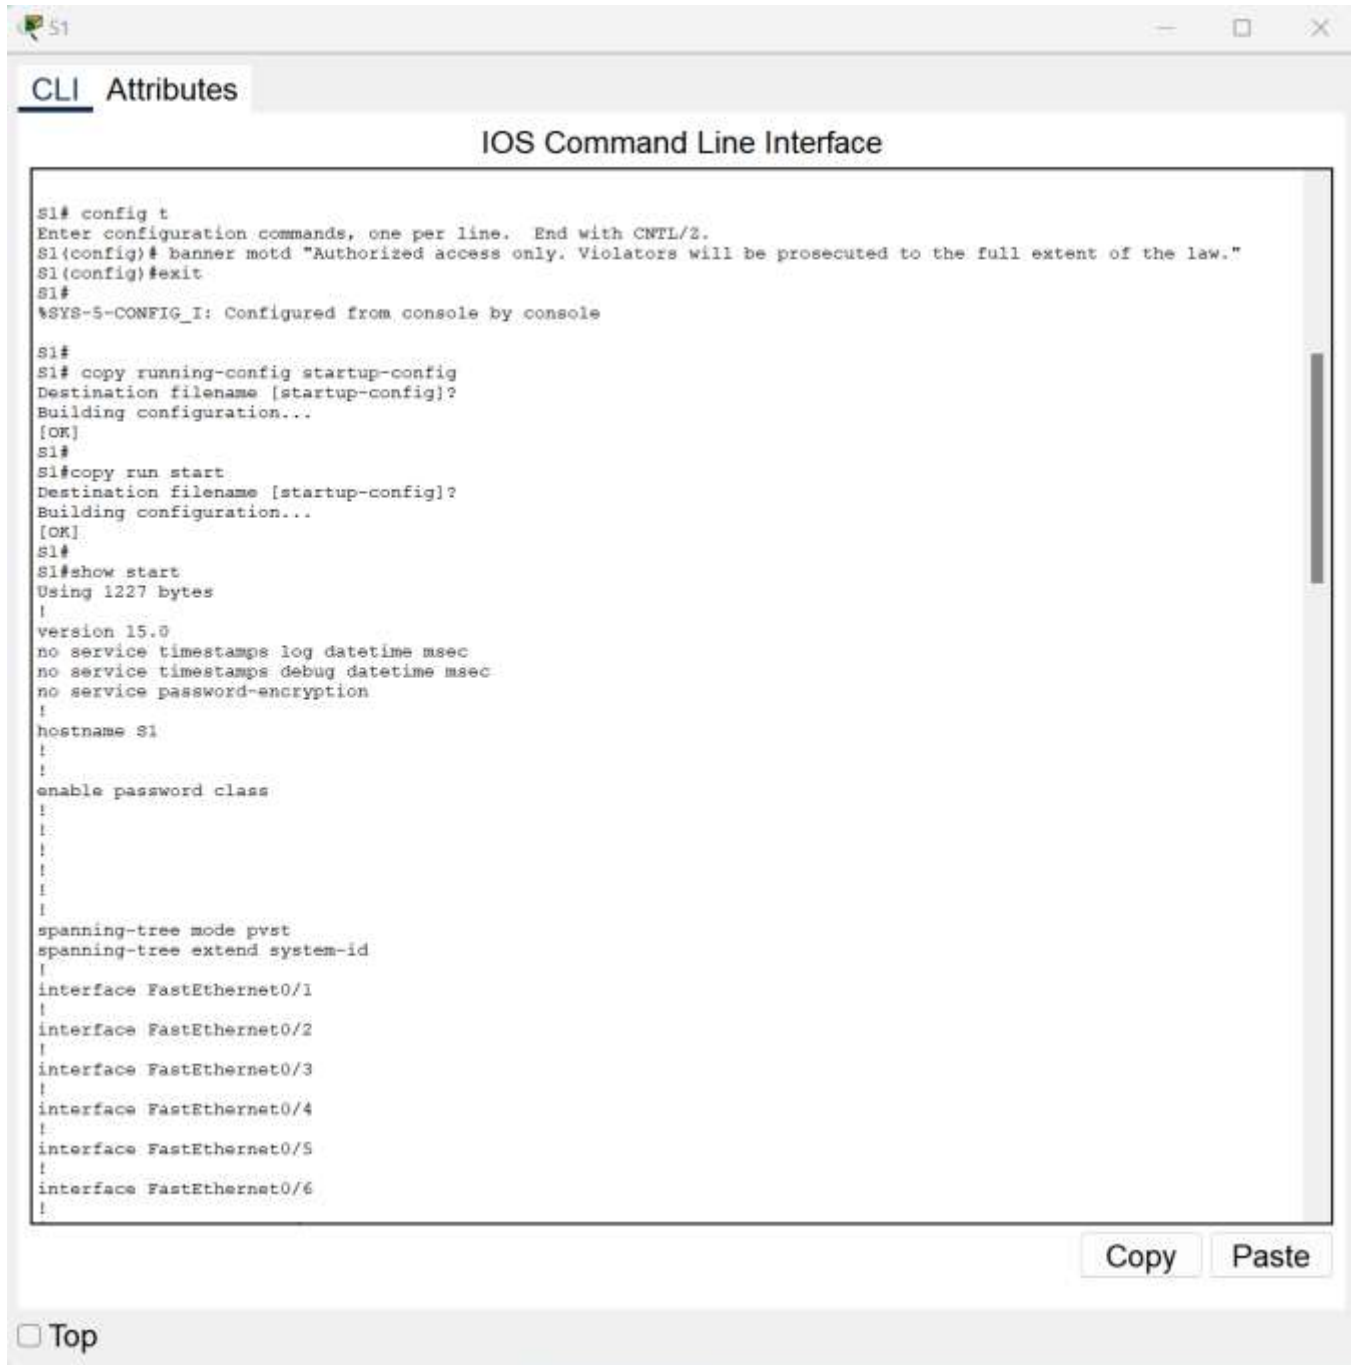 S1
CLI Attributes
IOS Command Line Interface
S1# config t
Enter configuration commands, one per line.  End with CNTL/Z.
S1(config)# banner motd "Authorized access only. Violators will be prosecuted to the full extent of the law."
S1(config)#exit
S1#
%SYS-5-CONFIG_I: Configured from console by console
S1#
S1# copy running-config startup-config
Destination filename [startup-config]?
Building configuration...
[OK]
S1#
S1#copy run start
Destination filename [startup-config]?
Building configuration...
[OK]
S1#
S1#show start
Using 1227 bytes
!
version 15.0
no service timestamps log datetime msec
no service timestamps debug datetime msec
no service password-encryption
!
hostname S1
!
!
enable password class
!
!
!
!
!
!
spanning-tree mode pvst
spanning-tree extend system-id
!
interface FastEthernet0/1
!
interface FastEthernet0/2
!
interface FastEthernet0/3
!
interface FastEthernet0/4
!
interface FastEthernet0/5
!
interface FastEthernet0/6
!
Copy Paste
Top